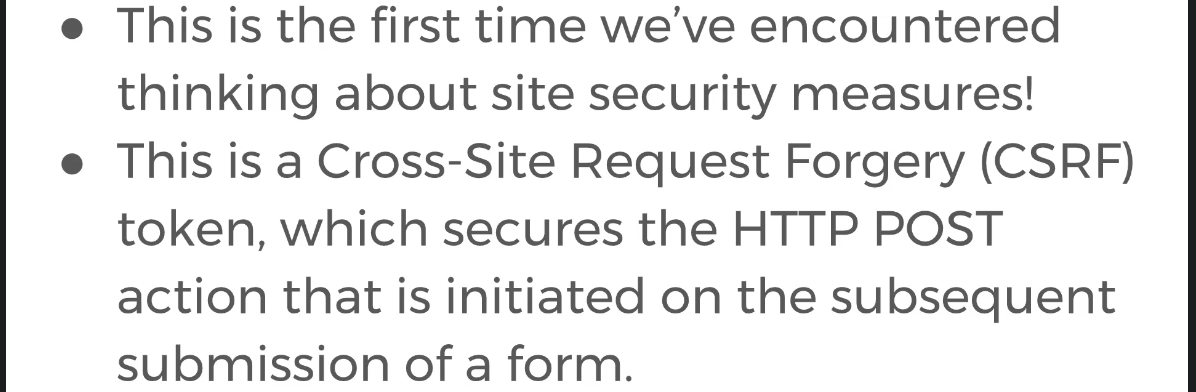 ● This is the first time we’ve encountered
thinking about site security measures!
● This is a Cross-Site Request Forgery (CSRF)
token, which secures the HTTP POST
action that is initiated on the subsequent
submission of a form.